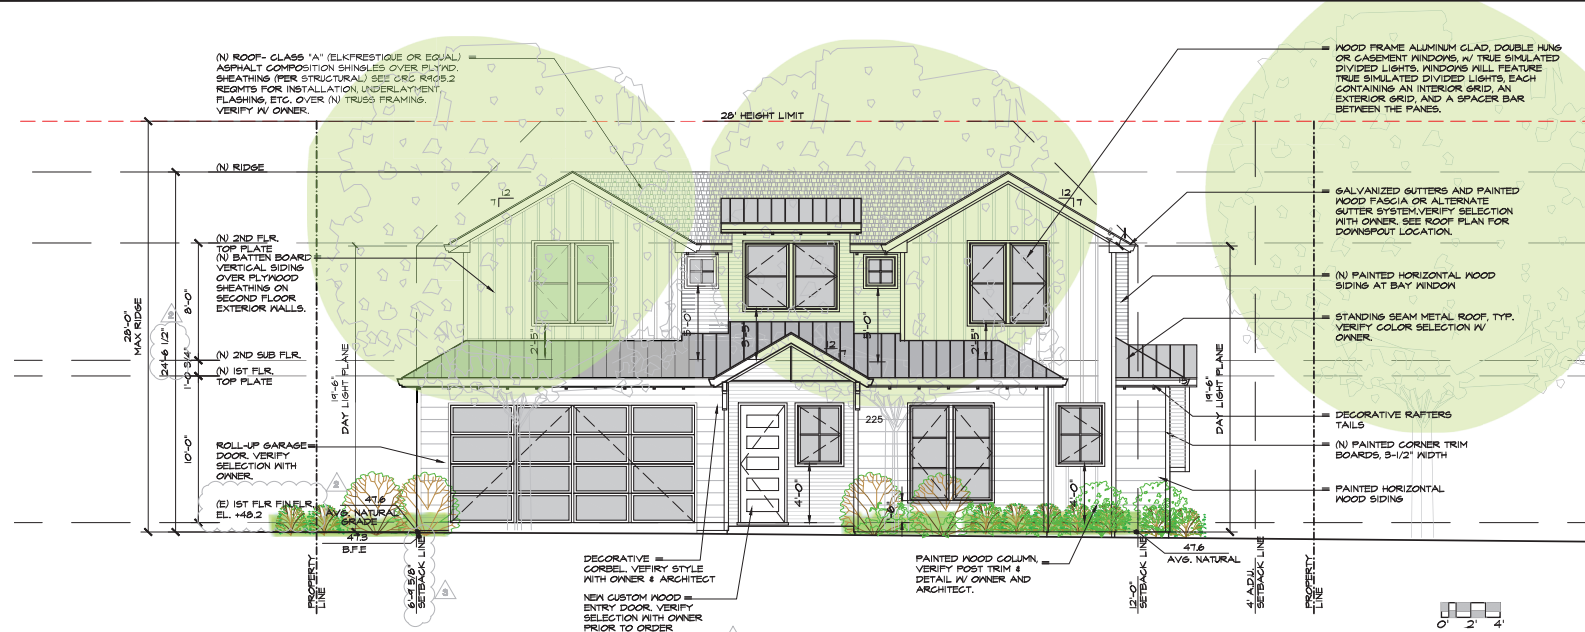 (N) ROOF- CLASS "A" (ELKFRESTIQUE OR EQUAL)
ASPHALT COMPOSITION SHINGLES OVER PLYWD.
SHEATHING (PER STRUCTURAL) SEE CRC R905.2
REQMTS FOR INSTALLATION, UNDERLAYMENT,
FLASHING, ETC. OVER (N) TRUSS FRAMING.
VERIFY W/ OWNER.
28' HEIGHT LIMIT
WOOD FRAME ALUMINUM CLAD, DOUBLE HUNG
OR CASEMENT WINDOWS, W/ TRUE SIMULATED
DIVIDED LIGHTS. WINDOWS WILL FEATURE
TRUE SIMULATED DIVIDED LIGHTS, EACH
CONTAINING AN INTERIOR GRID, AN
EXTERIOR GRID, AND A SPACER BAR
BETWEEN THE PANES.
(N) RIDGE
12
7
12
7
GALVANIZED GUTTERS AND PAINTED
WOOD FASCIA OR ALTERNATE
GUTTER SYSTEM.VERIFY SELECTION
WITH OWNER. SEE ROOF PLAN FOR
DOWNSPOUT LOCATION.
(N) 2ND FLR.
TOP PLATE
(N) BATTEN BOARD
VERTICAL SIDING
OVER PLYWOOD
SHEATHING ON
SECOND FLOOR
EXTERIOR WALLS.
(N) PAINTED HORIZONTAL WOOD
SIDING AT BAY WINDOW
STANDING SEAM METAL ROOF, TYP.
VERIFY COLOR SELECTION W/
OWNER.
28'-0"
MAX RIDGE
24'-6 1/2"
8'-0"
1'-0 3/4"
10'-0"
(N) 2ND SUB FLR.
(N) 1ST FLR.
TOP PLATE
19'-6"
DAY LIGHT PLANE
2'-5"
5'-0"
3'-5"
5'-0"
2'-5"
12
7
19'-6"
DAY LIGHT PLANE
DECORATIVE RAFTERS
TAILS
225
(N) PAINTED CORNER TRIM
BOARDS, 3-1/2" WIDTH
ROLL-UP GARAGE
DOOR. VERIFY
SELECTION WITH
OWNER
PAINTED HORIZONTAL
WOOD SIDING
4'-0"
4'-0"
(E) 1ST FLR FIN.FLR.
EL. +48.2
2
47.6
AVG. NATURAL
GRADE
47.3
B.F.E
PROPERTY
LINE
6'-9 5/8"
SETBACK LINE
3
DECORATIVE
CORBEL. VEFIRY STYLE
WITH OWNER & ARCHITECT
NEW CUSTOM WOOD
ENTRY DOOR. VERIFY
SELECTION WITH OWNER
PRIOR TO ORDER
PAINTED WOOD COLUMN,
VERIFY POST TRIM &
DETAIL W/ OWNER AND
ARCHITECT.
47.6
AVG. NATURAL
12'-0"
SETBACK LINE
4' A.D.U.
SETBACK LINE
PROPERTY
LINE
0' 2' 4'